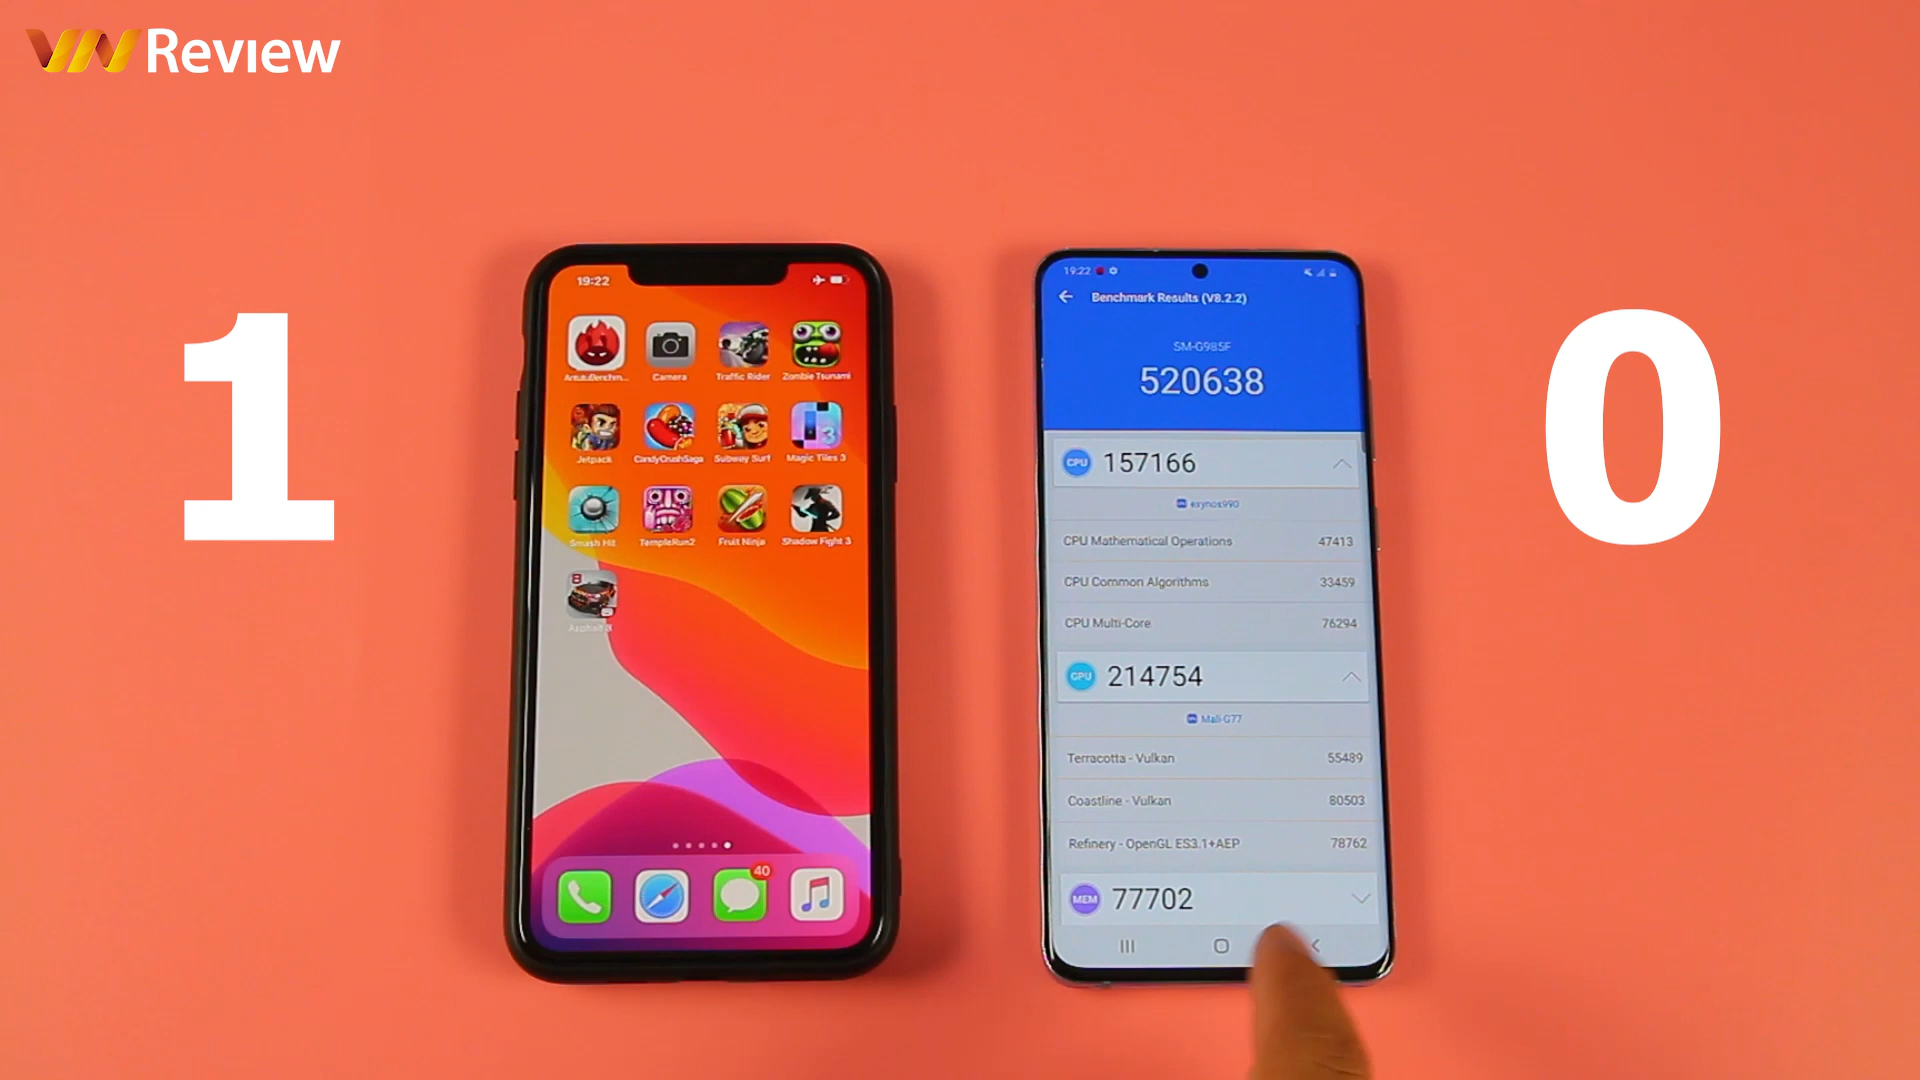 VN Review
1
0
19:22
AntutuBenchm...
Camera
Traffic Rider
Zombie Tsunami
Jetpack
CandyCrushSaga
Subway Surf
Magic Tiles 3
3
Smash Hit
TempleRun2
Fruit Ninja
Shadow Fight 3
8
Asphalt 8
40
19:22
Benchmark Results (V8.2.2)
SM-G985F
520638
CPU 157166
exynos990
CPU Mathematical Operations 47413
CPU Common Algorithms 33459
CPU Multi-Core 76294
GPU 214754
Mali-G77
Terracotta - Vulkan 55489
Coastline - Vulkan 80503
Refinery - OpenGL ES3.1+AEP 78762
MEM 77702